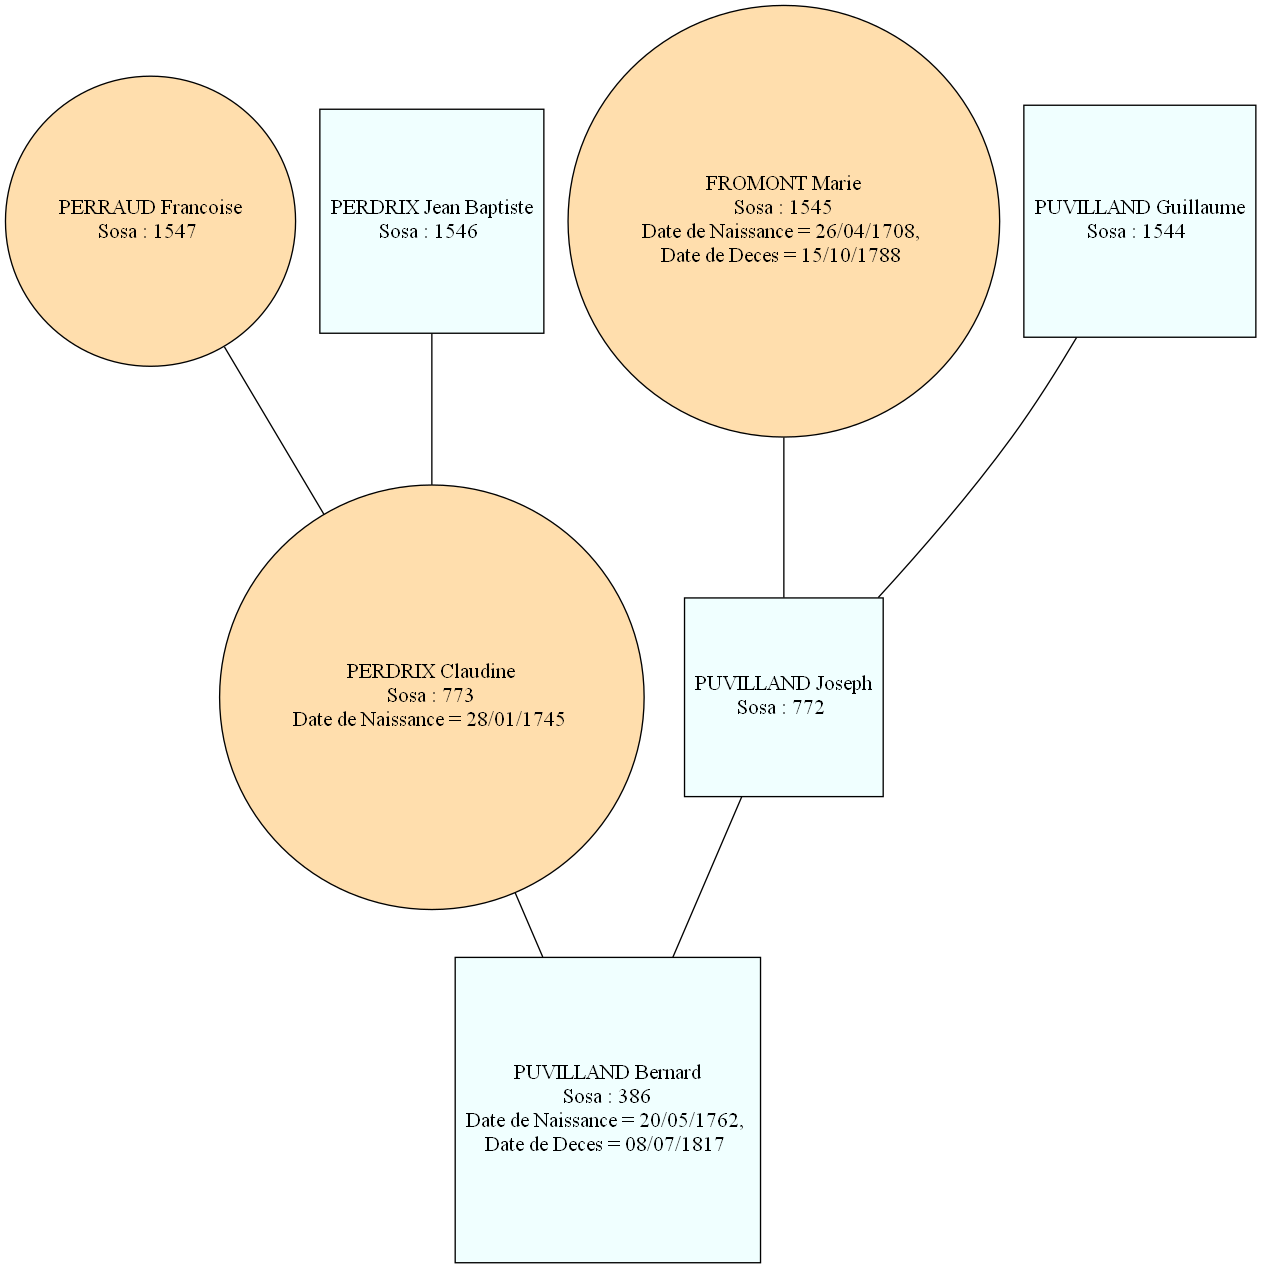 PERRAUD Francoise
Sosa : 1547
PERDRIX Jean Baptiste
Sosa : 1546
FROMONT Marie
Sosa : 1545
Date de Naissance = 26/04/1708,
Date de Deces = 15/10/1788
PUVILLAND Guillaume
Sosa : 1544
PERDRIX Claudine
Sosa : 773
Date de Naissance = 28/01/1745
PUVILLAND Joseph
Sosa : 772
PUVILLAND Bernard
Sosa : 386
Date de Naissance = 20/05/1762,
Date de Deces = 08/07/1817